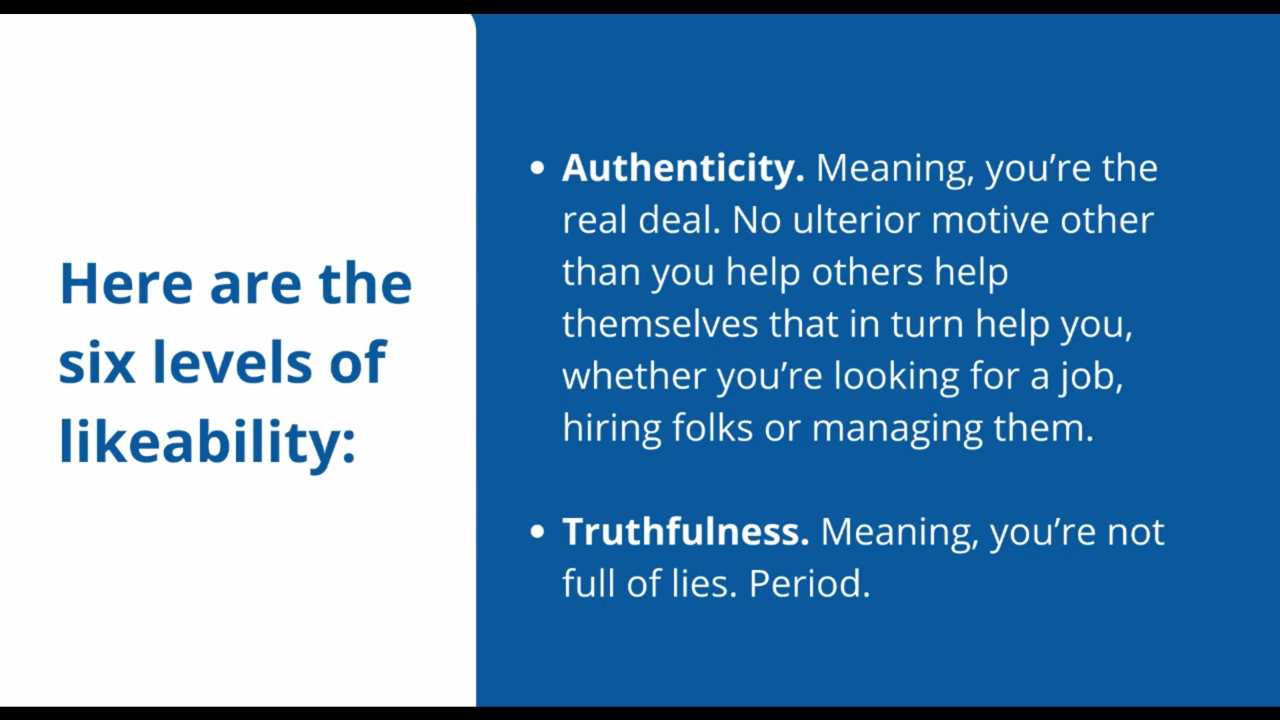 Here are the
six levels of
likeability:
• Authenticity. Meaning, you’re the
real deal. No ulterior motive other
than you help others help
themselves that in turn help you,
whether you’re looking for a job,
hiring folks or managing them.
• Truthfulness. Meaning, you’re not
full of lies. Period.